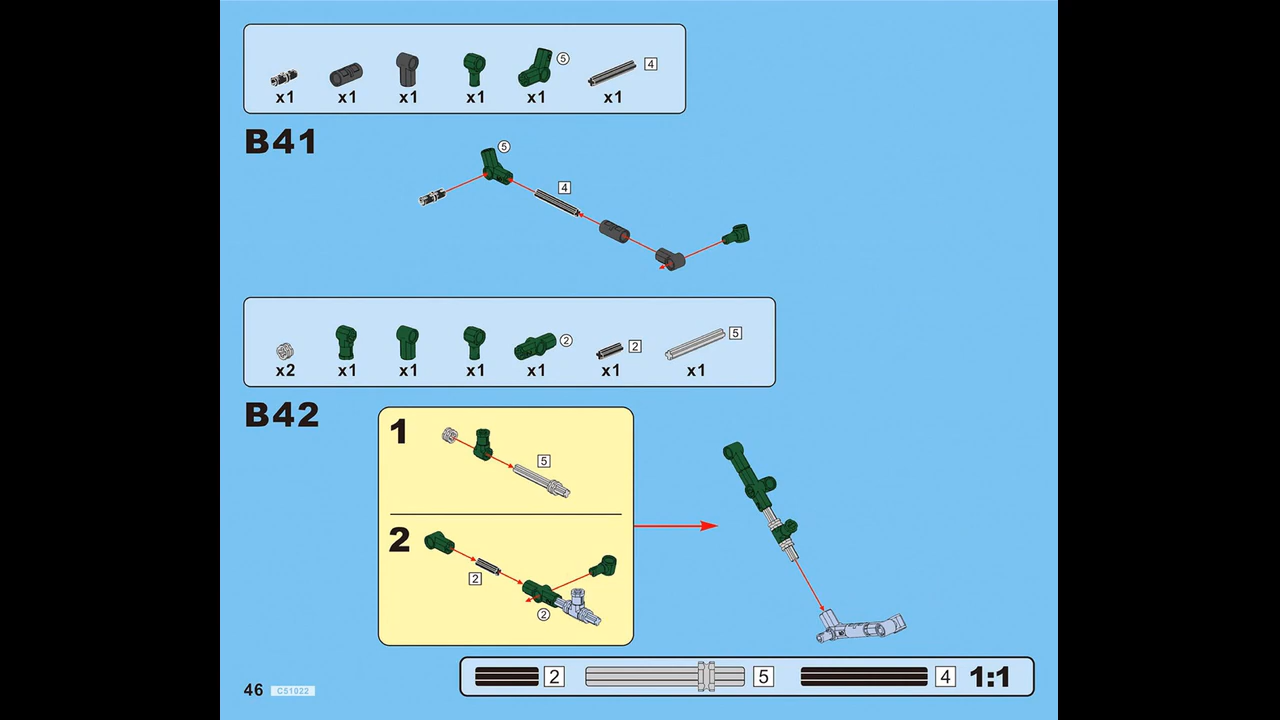 ⑤ 4
x1 x1 x1 x1 x1 x1
B41
⑤
4
② 2 5
x2 x1 x1 x1 x1 x1 x1
B42
1
5
2
2
②
2 5 4 1:1
46 C51022